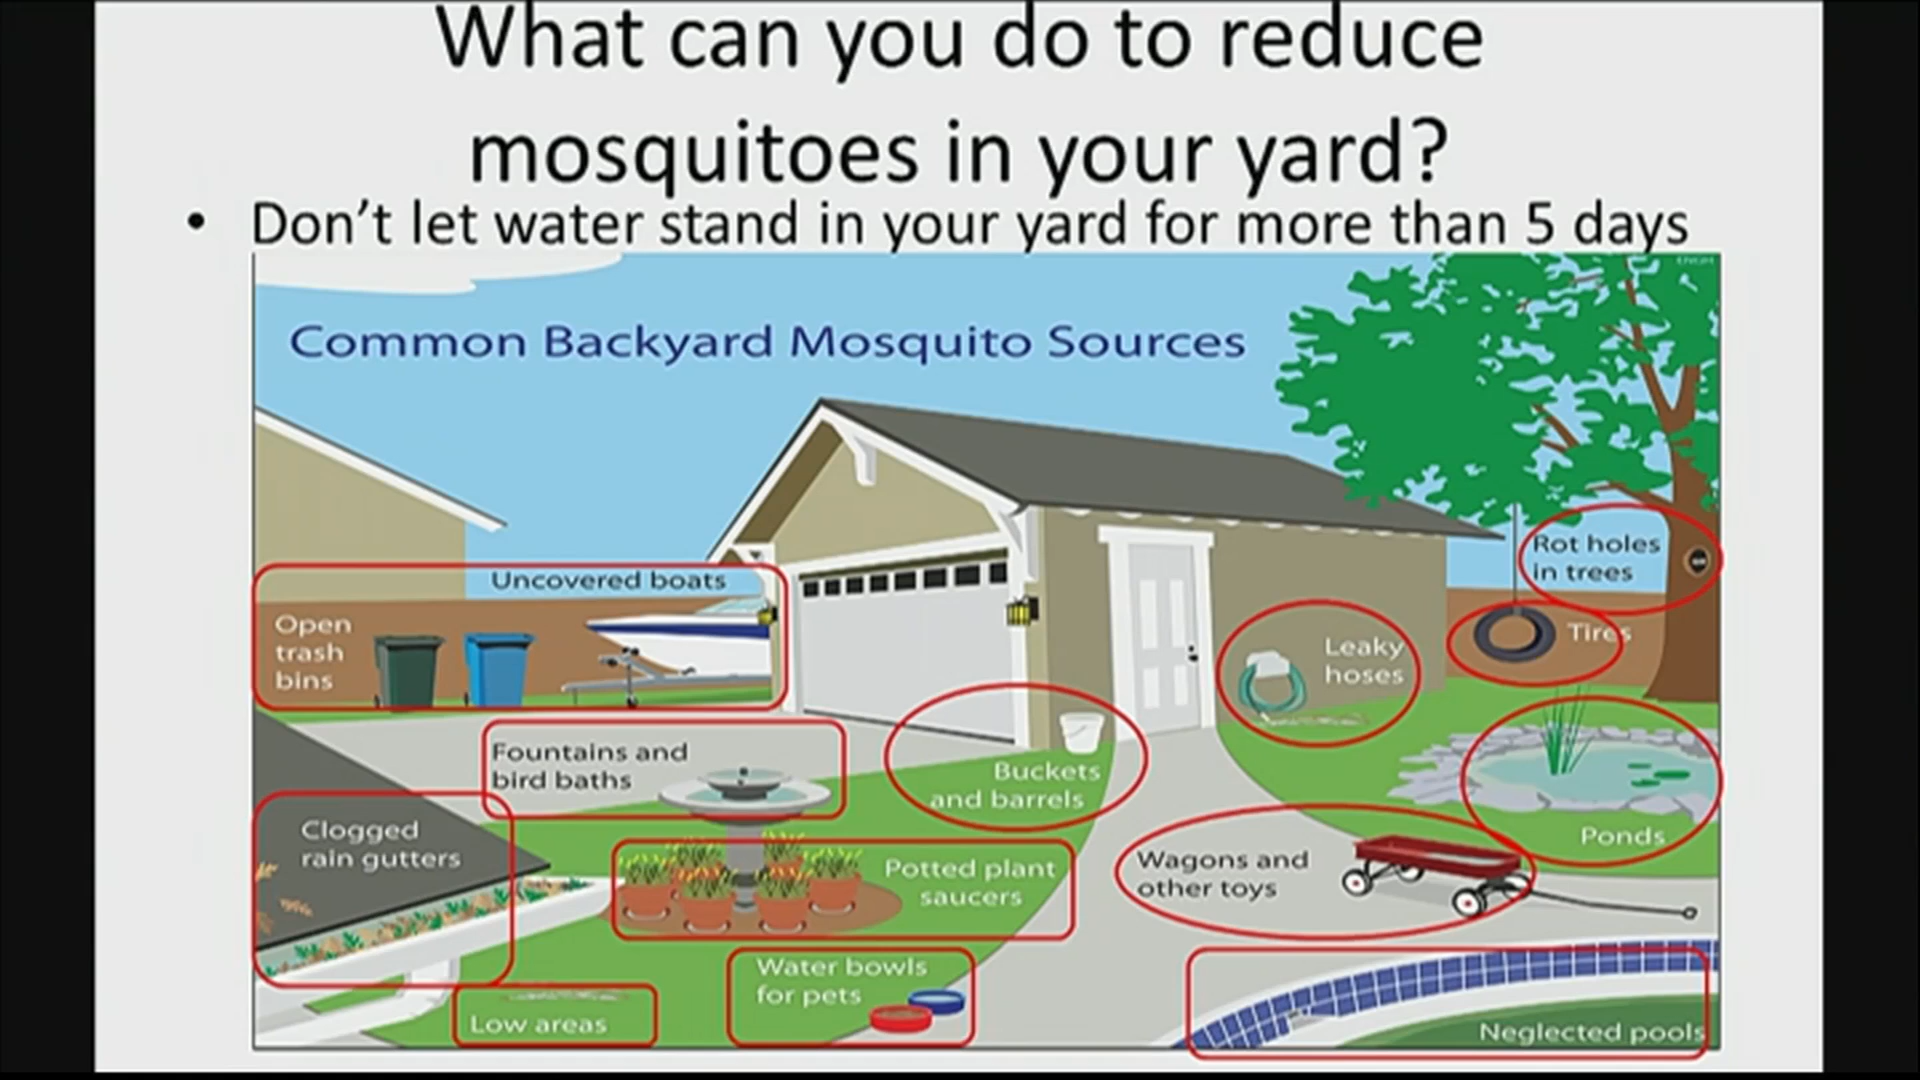 What can you do to reduce
mosquitoes in your yard?
• Don't let water stand in your yard for more than 5 days
Common Backyard Mosquito Sources
Rot holes
in trees
Uncovered boats
Open
trash
bins
Tires
Leaky
hoses
Fountains and
bird baths
Buckets
and barrels
Clogged
rain gutters
Ponds
Potted plant
saucers
Wagons and
other toys
Water bowls
for pets
Low areas
Neglected pools